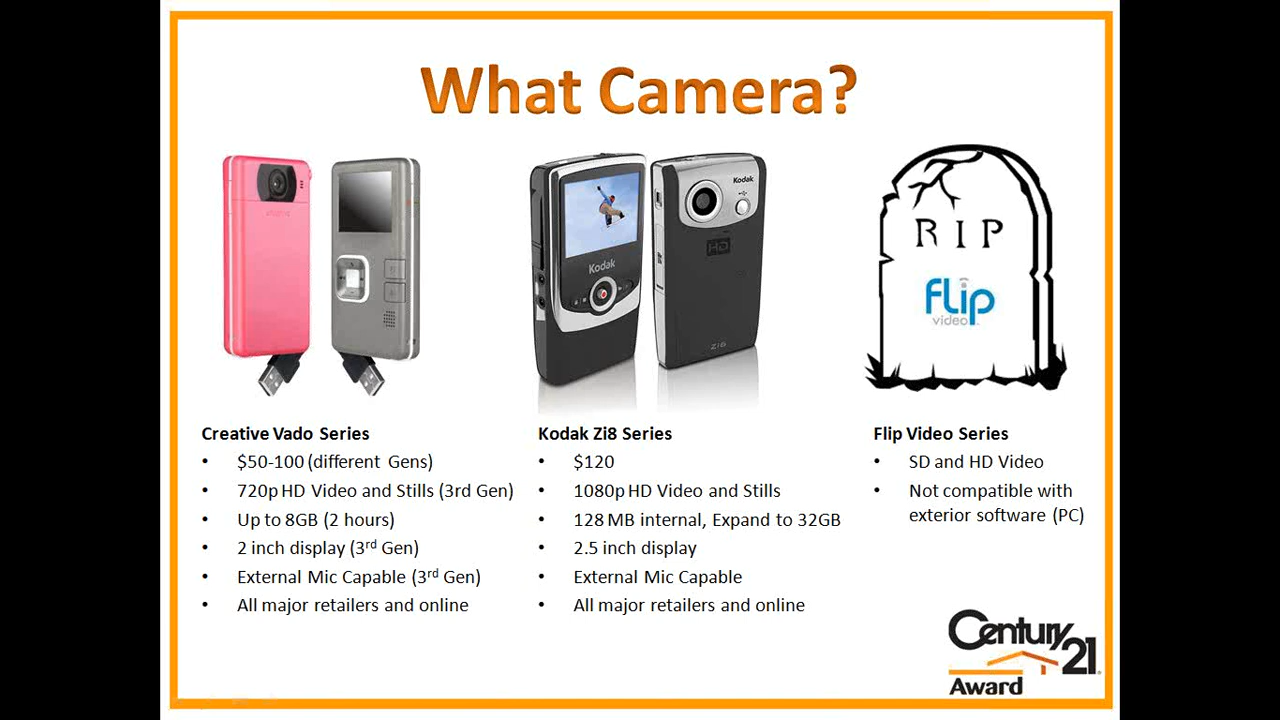 What Camera?
Kodak
Kodak
HD
RIP
flip
video
Creative Vado Series
• $50-100 (different Gens)
• 720p HD Video and Stills (3rd Gen)
• Up to 8GB (2 hours)
• 2 inch display (3rd Gen)
• External Mic Capable (3rd Gen)
• All major retailers and online
Kodak Zi8 Series
• $120
• 1080p HD Video and Stills
• 128 MB internal, Expand to 32GB
• 2.5 inch display
• External Mic Capable
• All major retailers and online
Flip Video Series
• SD and HD Video
• Not compatible with
exterior software (PC)
Century 21
Award